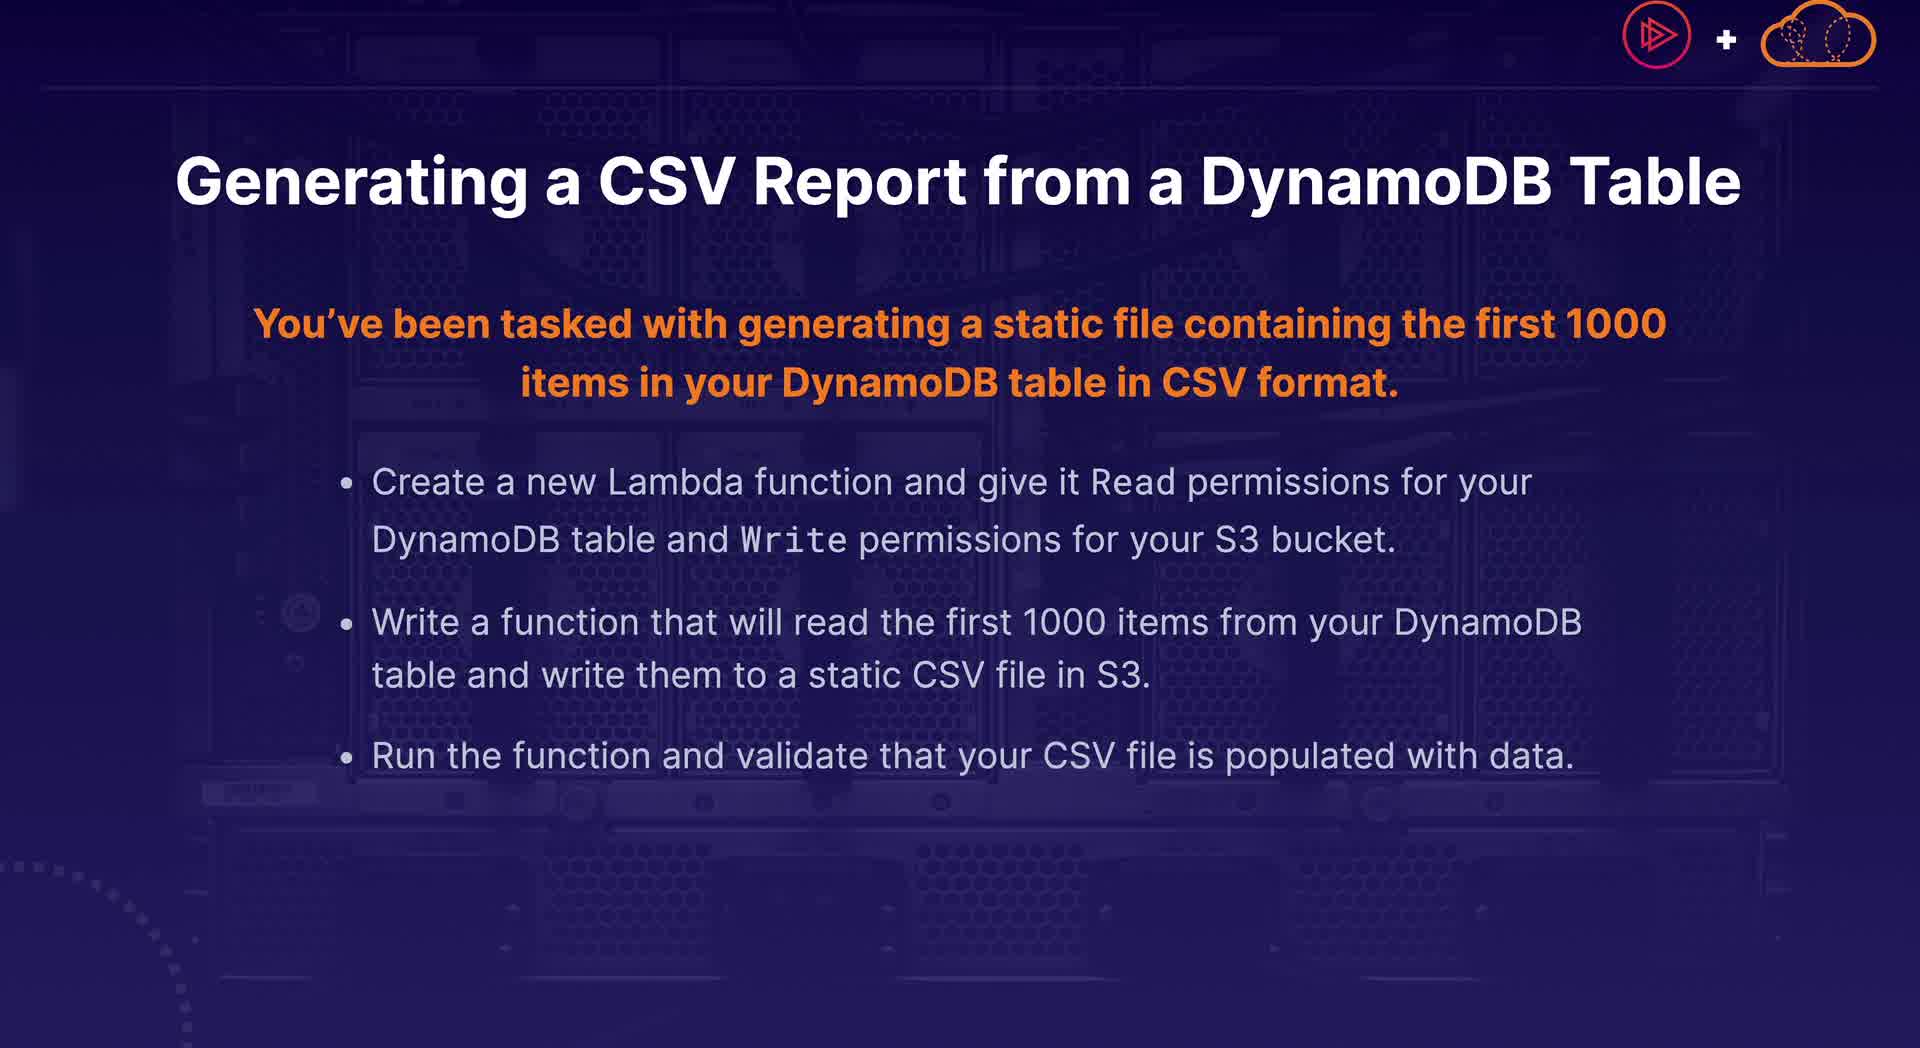 Generating a CSV Report from a DynamoDB Table
You’ve been tasked with generating a static file containing the first 1000
items in your DynamoDB table in CSV format.
• Create a new Lambda function and give it Read permissions for your
DynamoDB table and Write permissions for your S3 bucket.
• Write a function that will read the first 1000 items from your DynamoDB
table and write them to a static CSV file in S3.
• Run the function and validate that your CSV file is populated with data.